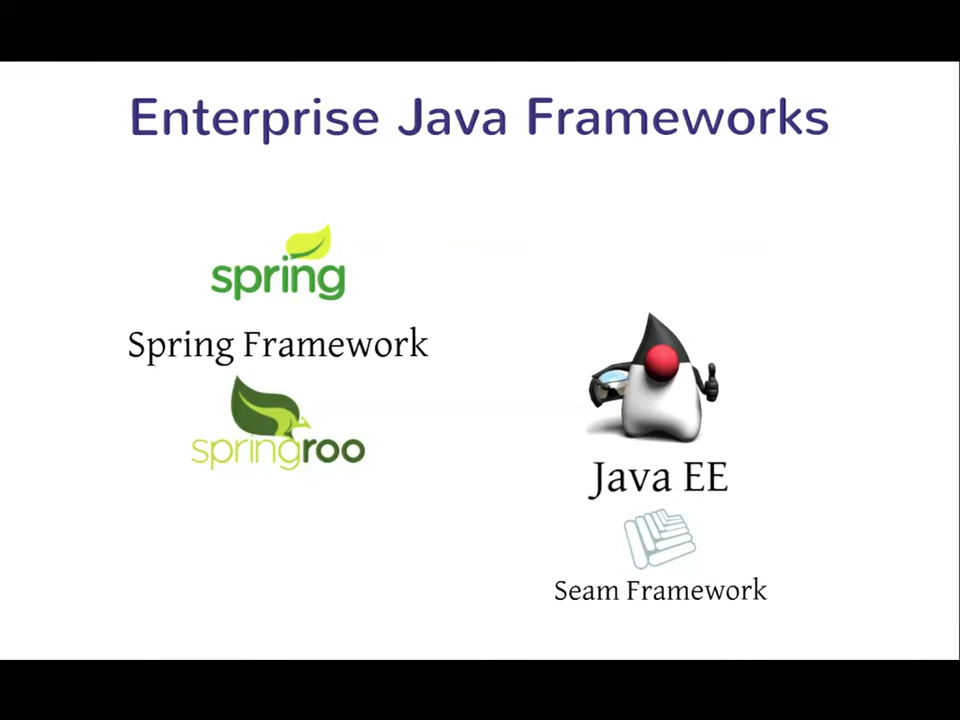 Enterprise Java Frameworks
spring
Spring Framework
springroo
Java EE
Seam Framework